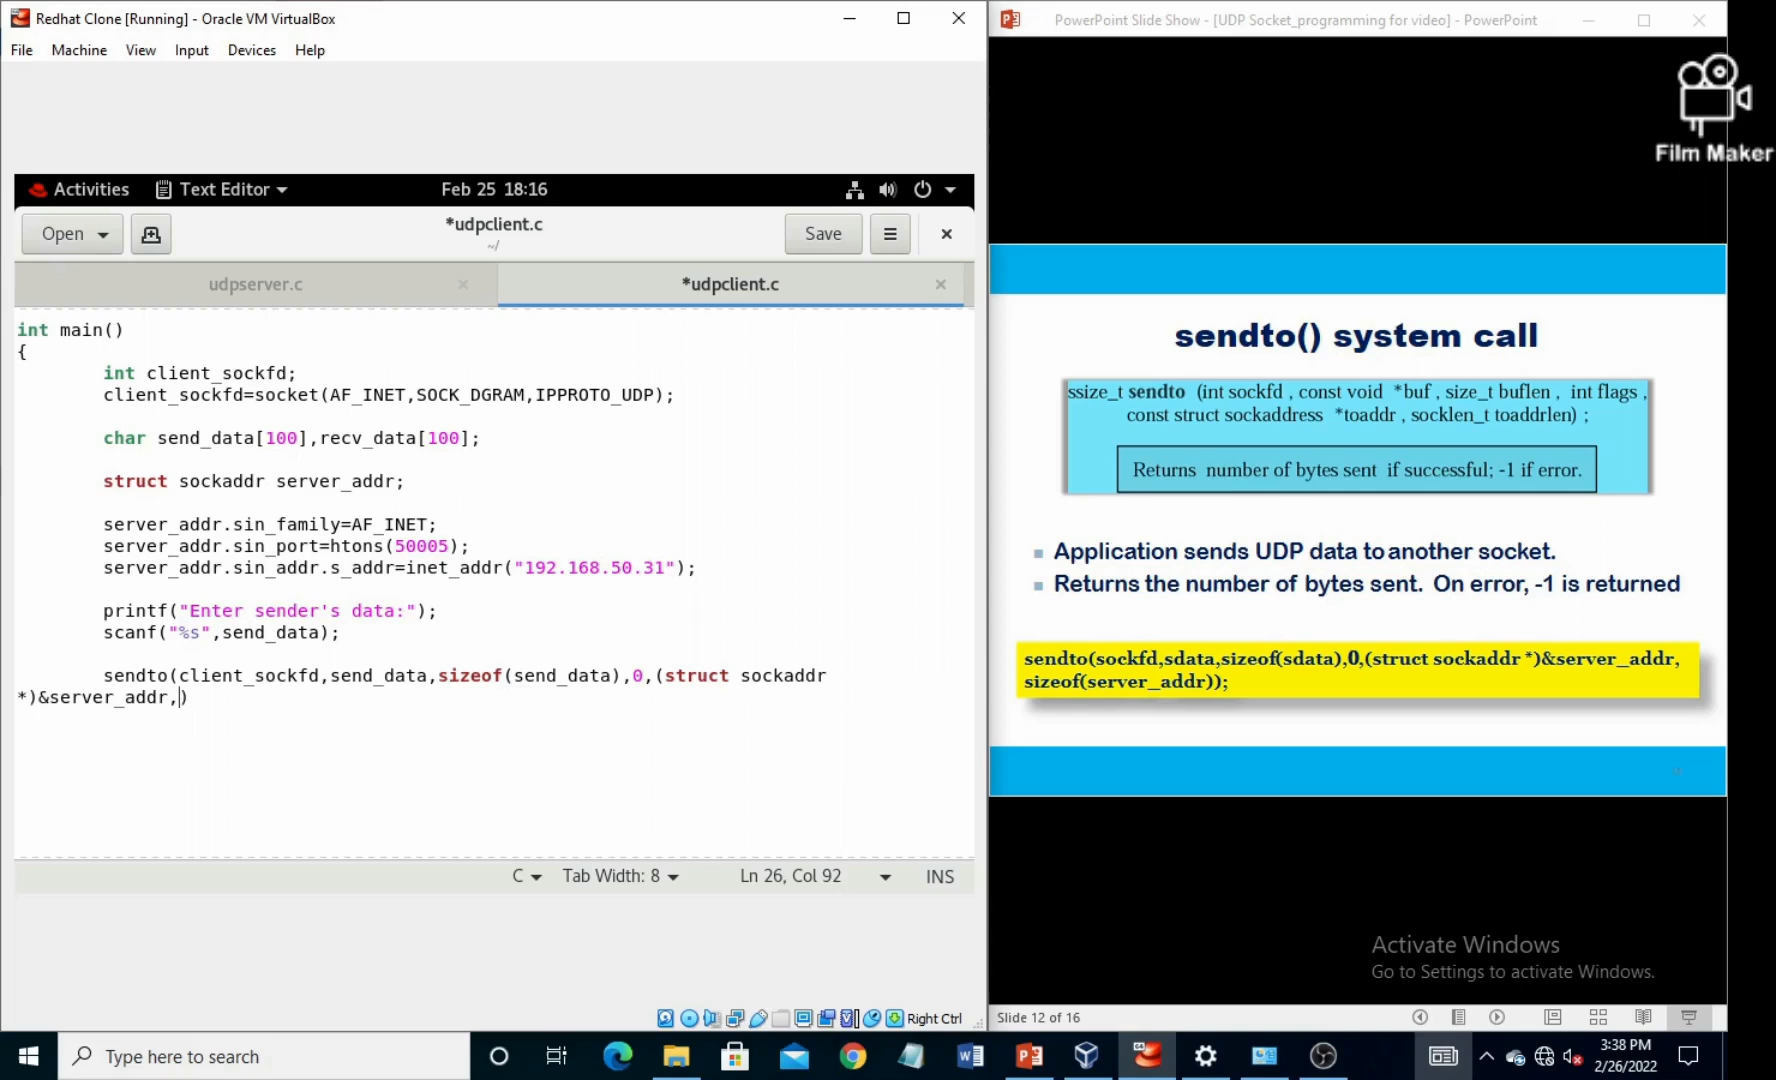 Redhat Clone [Running] - Oracle VM VirtualBox
File Machine View Input Devices Help
Activities Text Editor Feb 25 18:16
Open *udpclient.c ~/ Save
udpserver.c *udpclient.c
int main()
{
int client_sockfd;
client_sockfd=socket(AF_INET,SOCK_DGRAM,IPPROTO_UDP);
char send_data[100],recv_data[100];
struct sockaddr server_addr;
server_addr.sin_family=AF_INET;
server_addr.sin_port=htons(50005);
server_addr.sin_addr.s_addr=inet_addr("192.168.50.31");
printf("Enter sender's data:");
scanf("%s",send_data);
sendto(client_sockfd,send_data,sizeof(send_data),0,(struct sockaddr
*)&server_addr,)
C Tab Width: 8 Ln 26, Col 92 INS
Right Ctrl
PowerPoint Slide Show - [UDP Socket_programming for video] - PowerPoint
Film Maker
sendto() system call
ssize_t sendto (int sockfd , const void *buf , size_t buflen , int flags ,
const struct sockaddress *toaddr , socklen_t toaddrlen) ;
Returns number of bytes sent if successful; -1 if error.
Application sends UDP data to another socket.
Returns the number of bytes sent. On error, -1 is returned
sendto(sockfd,sdata,sizeof(sdata),0,(struct sockaddr *)&server_addr,
sizeof(server_addr));
Activate Windows
Go to Settings to activate Windows.
Slide 12 of 16
Type here to search
3:38 PM
2/26/2022